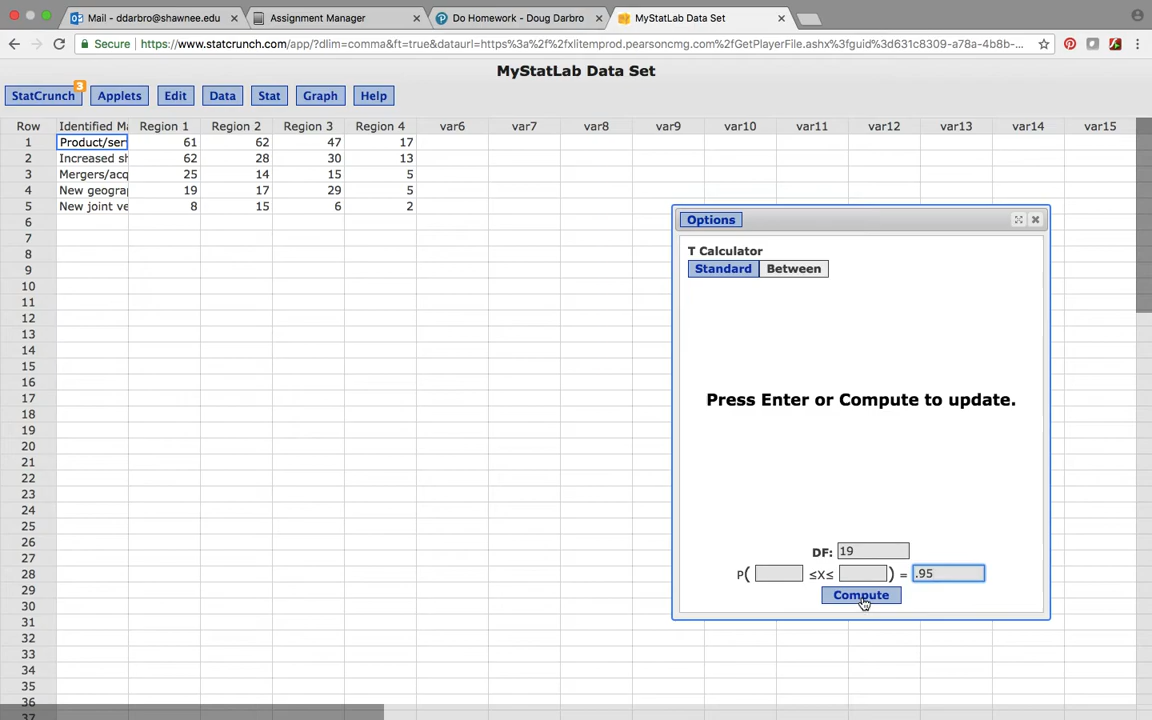 Mail - ddarbro@shawnee.edu Assignment Manager Do Homework - Doug Darbro MyStatLab Data Set
Secure https://www.statcrunch.com/app/?dlim=comma&ft=true&dataurl=https%3a%2f%2fxlitemprod.pearsoncmg.com%2fGetPlayerFile.ashx%3fguid%3d631c8309-a78a-4b8b-...
MyStatLab Data Set
StatCrunch 3 Applets Edit Data Stat Graph Help
Row Identified Ma Region 1 Region 2 Region 3 Region 4 var6 var7 var8 var9 var10 var11 var12 var13 var14 var15
1 Product/ser 61 62 47 17
2 Increased sh 62 28 30 13
3 Mergers/acq 25 14 15 5
4 New geogra 19 17 29 5
5 New joint ve 8 15 6 2
6
7
8
9
10
11
12
13
14
15
16
17
18
19
20
21
22
23
24
25
26
27
28
29
30
31
32
33
34
35
36
37
Options
T Calculator
Standard Between
Press Enter or Compute to update.
DF: 19
P( ≤X≤ ) = .95
Compute